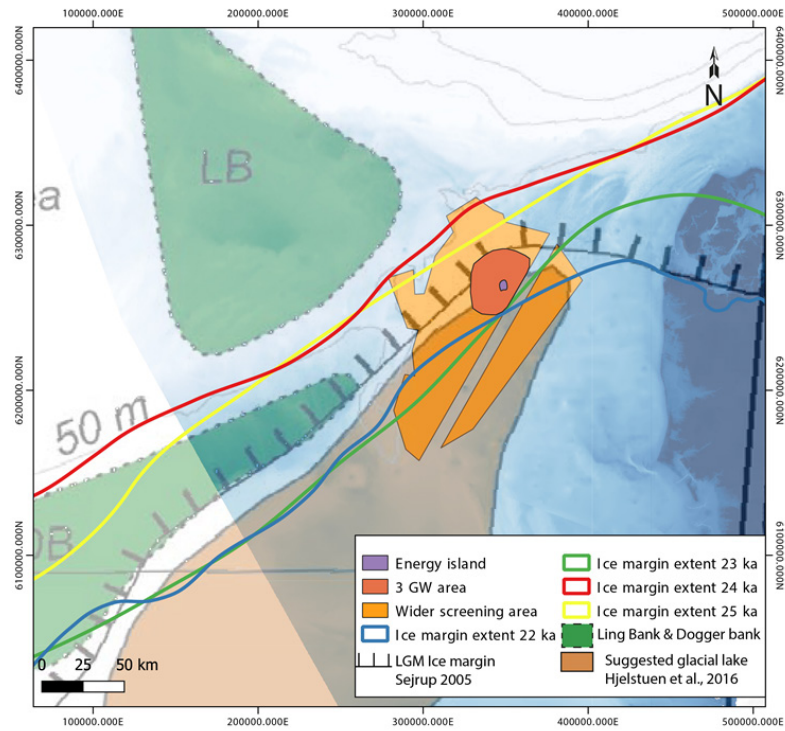 100000.000E 200000.000E 300000.000E 400000.000E 500000.000E
6400000.000N 6400000.000N
N
LB
ea
6300000.000N 6300000.000N
6200000.000N 6200000.000N
50 m
DB
6100000.000N 6100000.000N
Energy island
3 GW area
Wider screening area
Ice margin extent 22 ka
LGM Ice margin
Sejrup 2005
Ice margin extent 23 ka
Ice margin extent 24 ka
Ice margin extent 25 ka
Ling Bank & Dogger bank
Suggested glacial lake
Hjelstuen et al., 2016
0 25 50 km
100000.000E 200000.000E 300000.000E 400000.000E 500000.000E